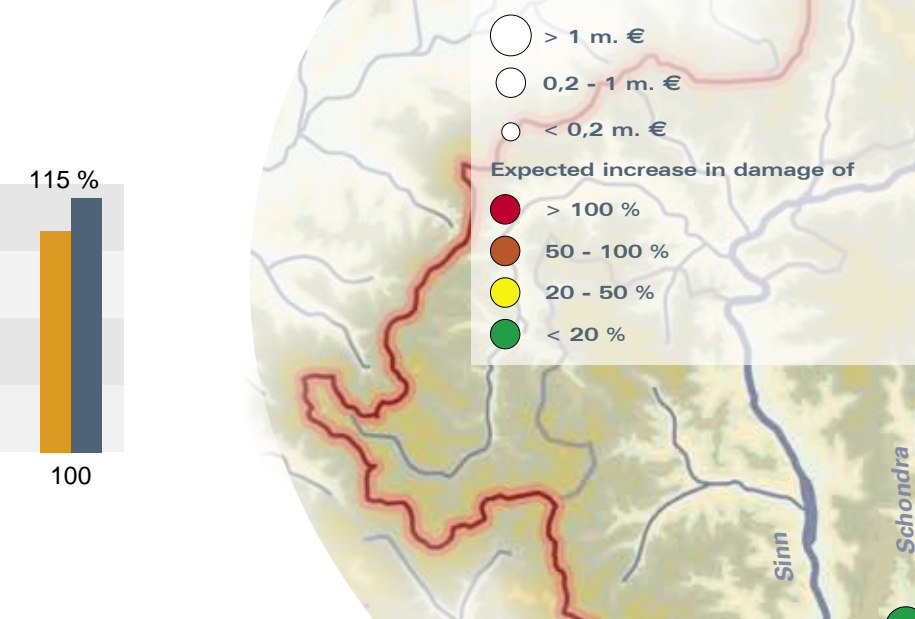 115 %
100
> 1 m. €
0,2 - 1 m. €
< 0,2 m. €
Expected increase in damage of
> 100 %
50 - 100 %
20 - 50 %
< 20 %
Sinn
Schondra